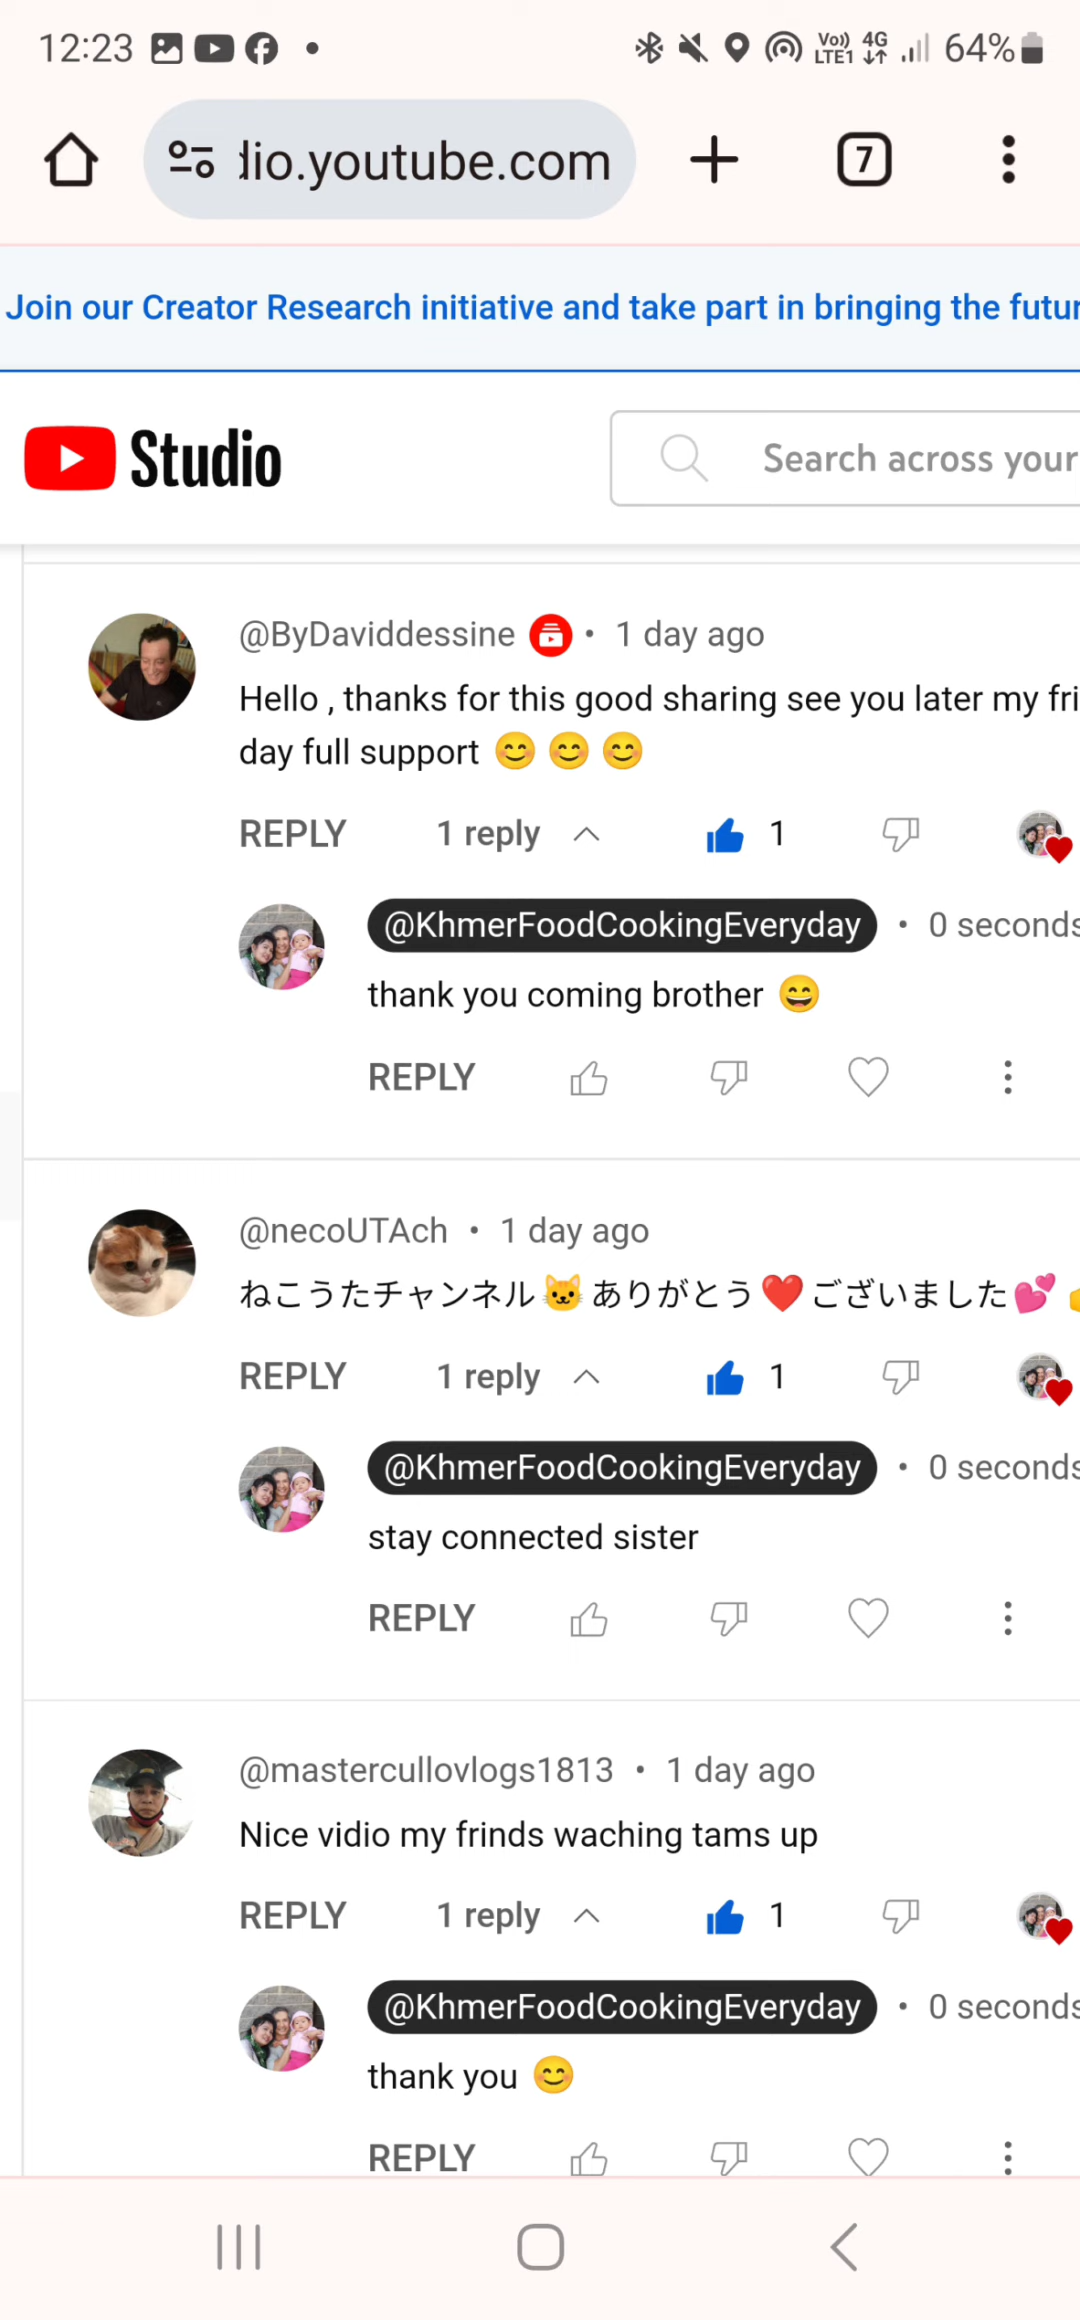 12:23
Vo)) LTE1 4G 64%
dio.youtube.com
7
Join our Creator Research initiative and take part in bringing the futur
Studio
Search across your
@ByDaviddessine • 1 day ago
Hello , thanks for this good sharing see you later my fri
day full support 😊 😊 😊
REPLY 1 reply 1
@KhmerFoodCookingEveryday • 0 seconds
thank you coming brother 😄
REPLY
@necoUTAch • 1 day ago
ねこうたチャンネル🐱ありがとう❤️ございました💕
REPLY 1 reply 1
@KhmerFoodCookingEveryday • 0 seconds
stay connected sister
REPLY
@mastercullovlogs1813 • 1 day ago
Nice vidio my frinds waching tams up
REPLY 1 reply 1
@KhmerFoodCookingEveryday • 0 seconds
thank you 😊
REPLY